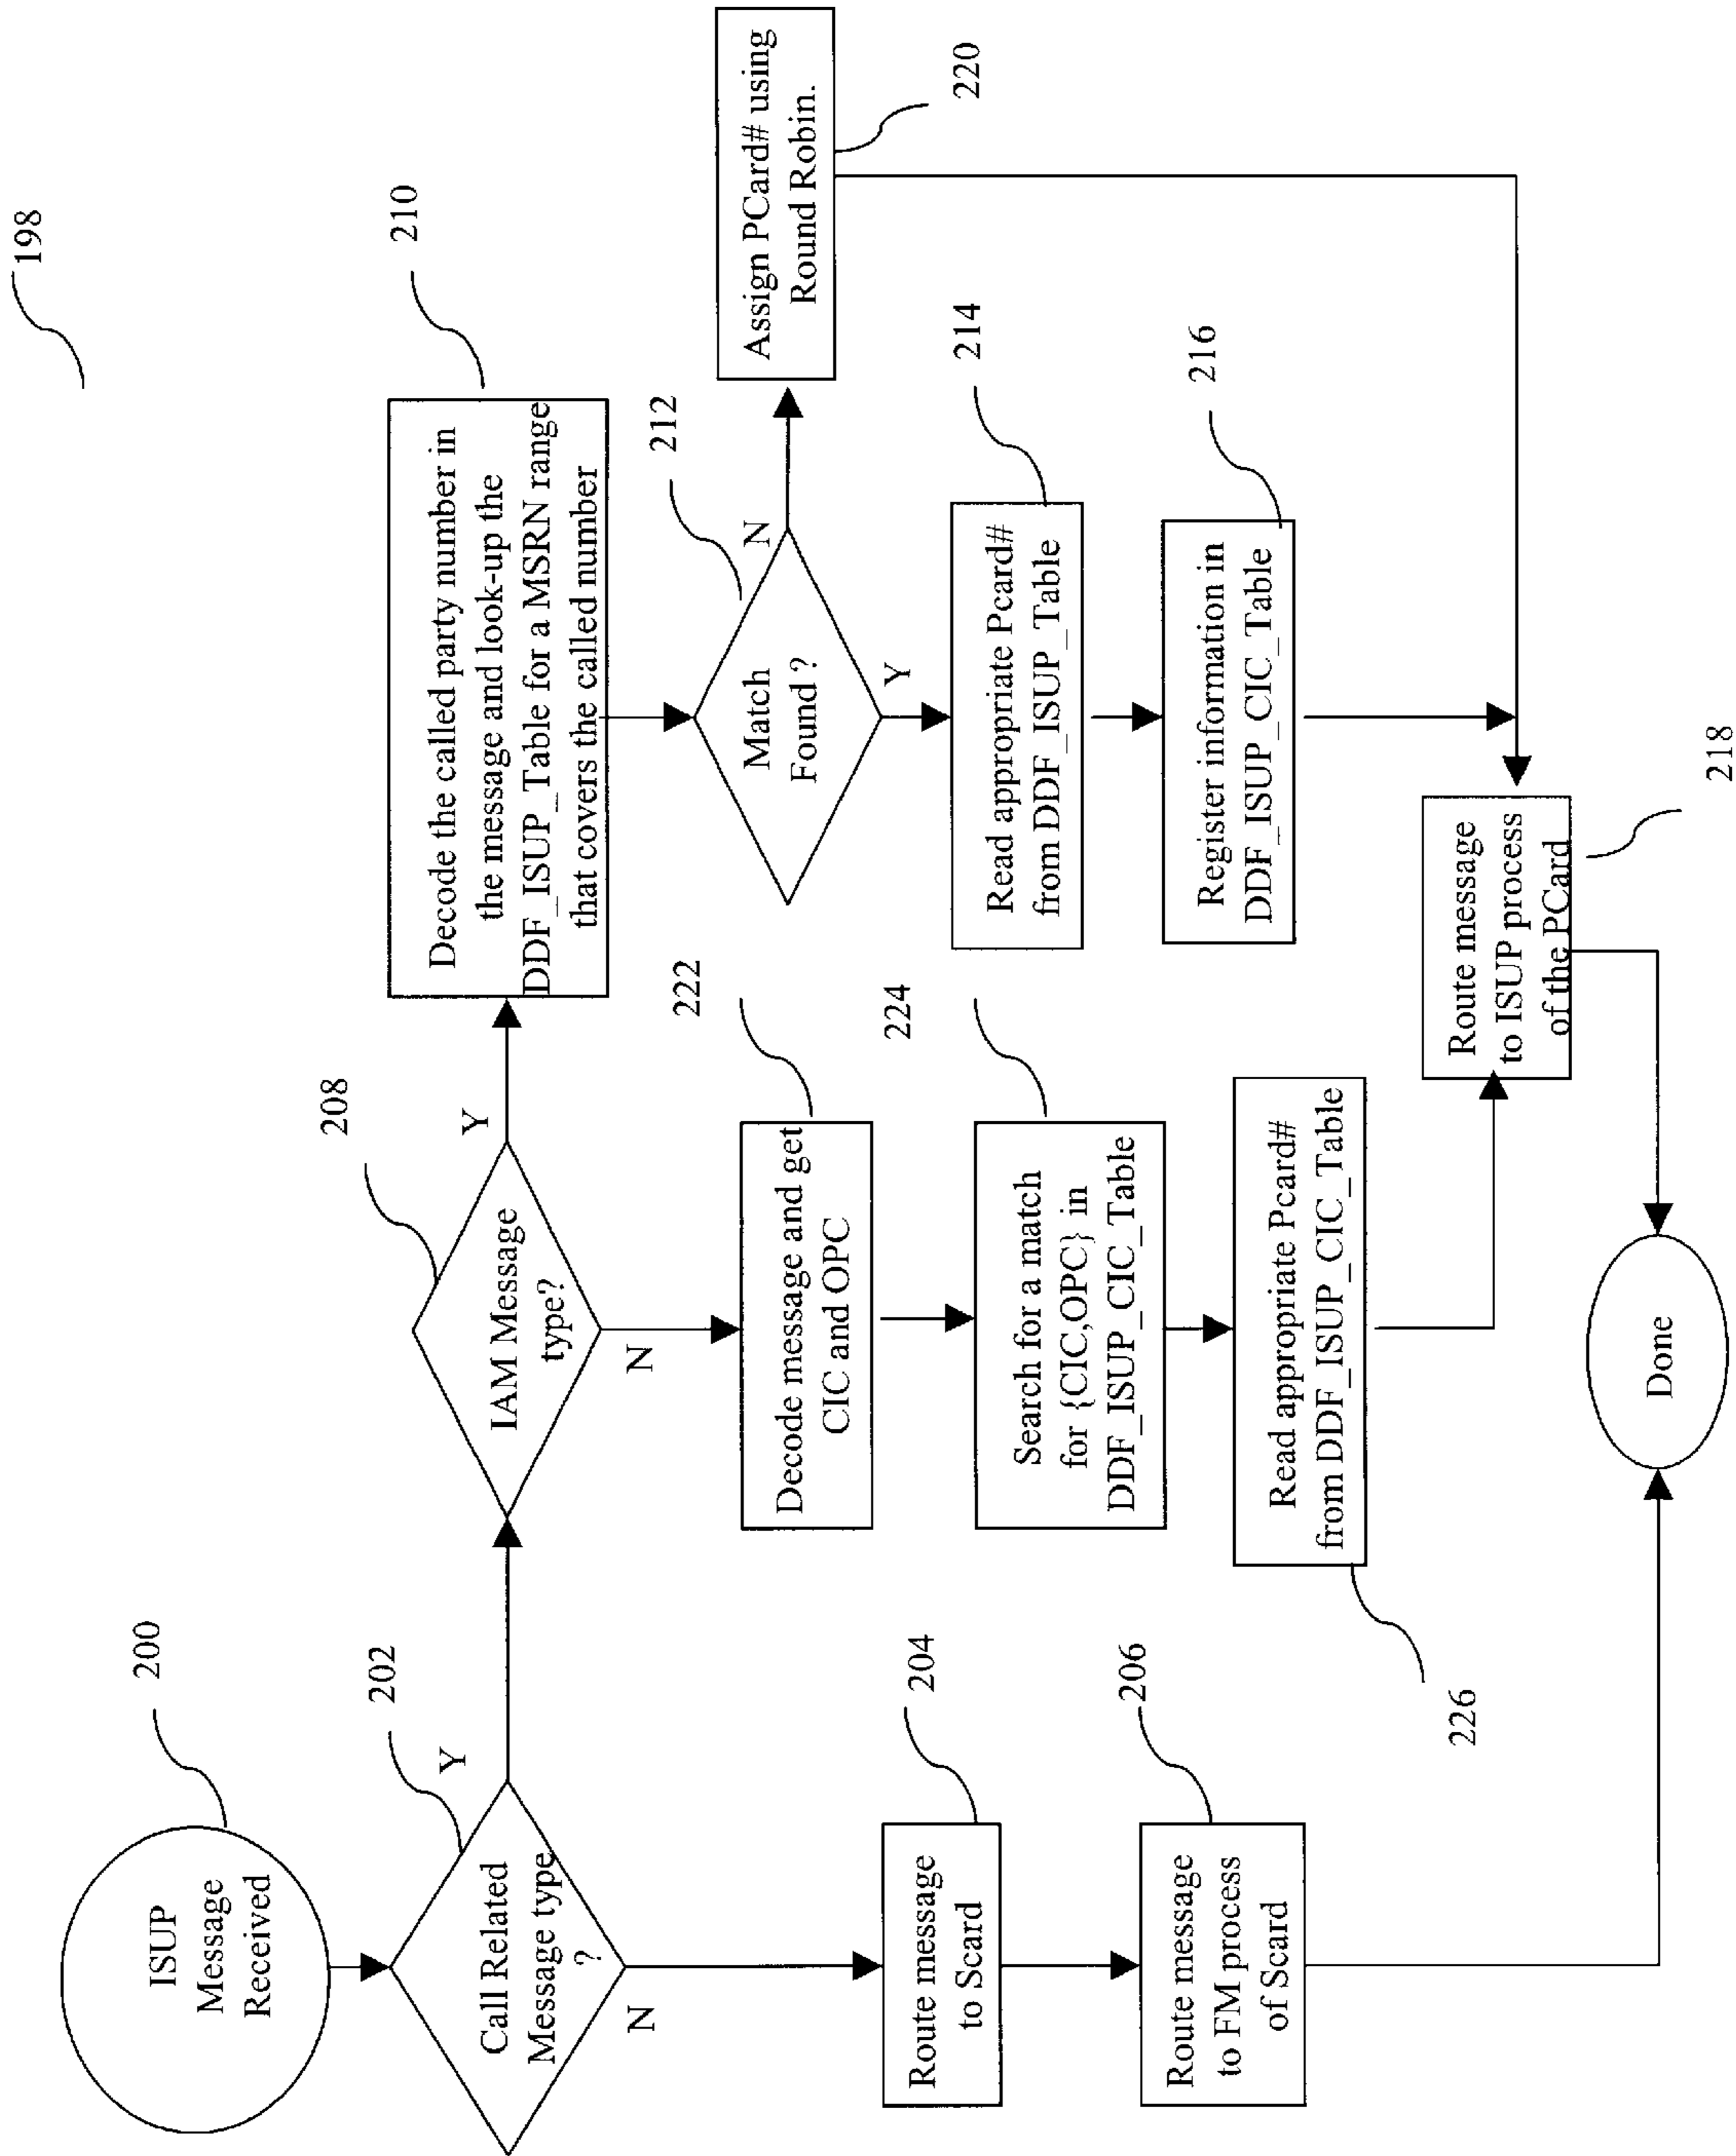 198
ISUP
Message
Received
200
Call Related
Message type
?
202
Y
N
Route message
to Scard
204
Route message
to FM process
of Scard
206
IAM Message
type?
208
Y
N
Decode message and get
CIC and OPC
222
Search for a match
for {CIC,OPC} in
DDF_ISUP_CIC_Table
224
Read appropriate Pcard#
from DDF_ISUP_CIC_Table
226
Decode the called party number in
the message and look-up the
DDF_ISUP_Table for a MSRN range
that covers the called number
210
Match
Found ?
212
N
Y
Read appropriate Pcard#
from DDF_ISUP_Table
214
Register information in
DDF_ISUP_CIC_Table
216
Assign PCard# using
Round Robin.
220
Route message
to ISUP process
of the PCard
218
Done